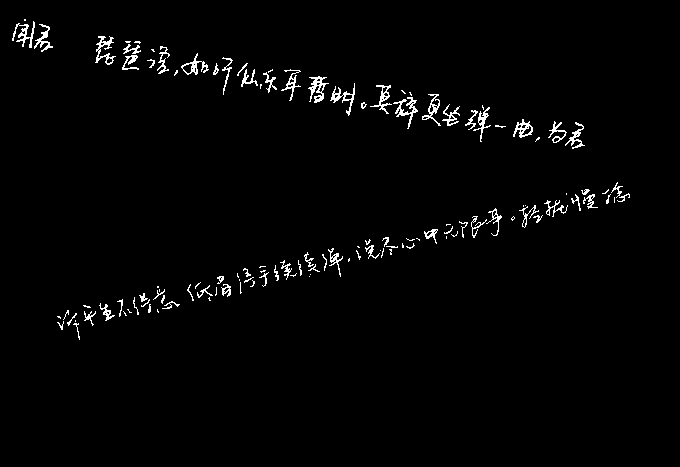 闻君 琵琶语,如听仙乐耳暂明。莫辞更坐弹一曲,为君
诉平生不得志 低眉信手续续弹,说尽心中无限事。轻拢慢捻